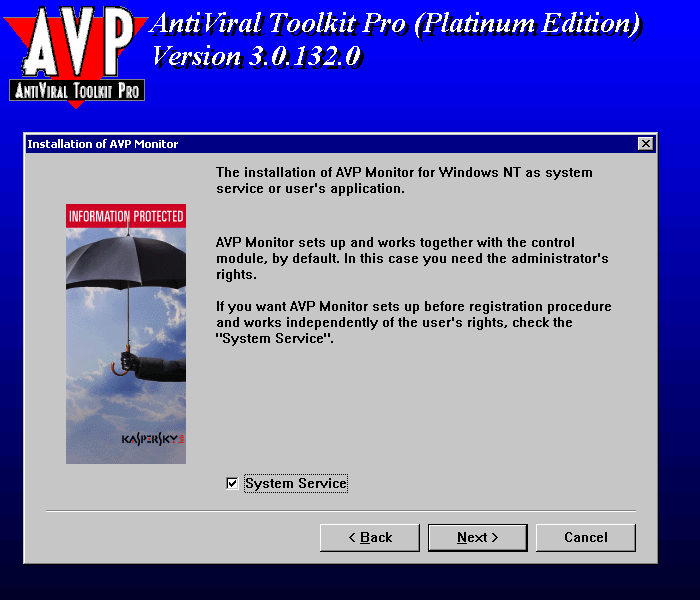 AVP
ANTIVIRAL TOOLKIT PRO
AntiViral Toolkit Pro (Platinum Edition)
Version 3.0.132.0
Installation of AVP Monitor
INFORMATION PROTECTED
KASPERSKY
The installation of AVP Monitor for Windows NT as system
service or user's application.
AVP Monitor sets up and works together with the control
module, by default. In this case you need the administrator's
rights.
If you want AVP Monitor sets up before registration procedure
and works independently of the user's rights, check the
"System Service".
System Service
< Back
Next >
Cancel